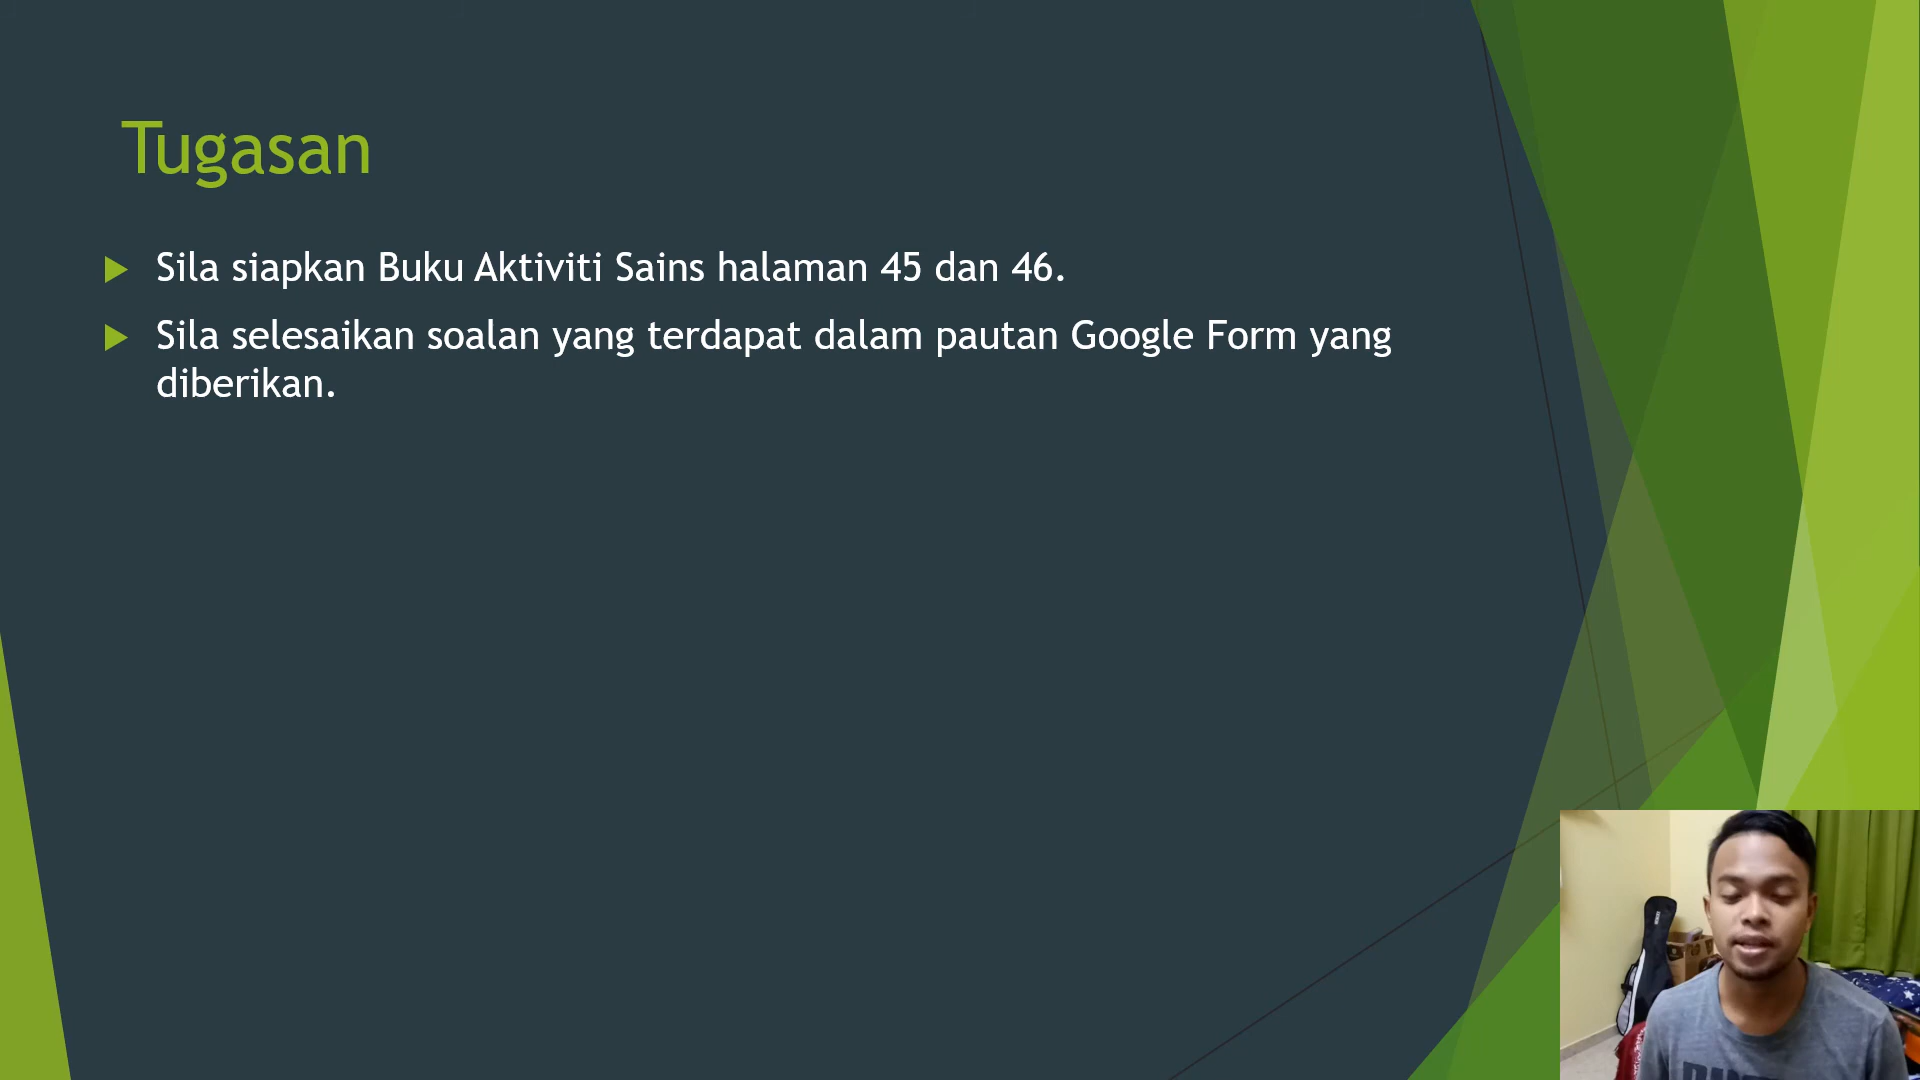 Tugasan
Sila siapkan Buku Aktiviti Sains halaman 45 dan 46.
Sila selesaikan soalan yang terdapat dalam pautan Google Form yang
diberikan.